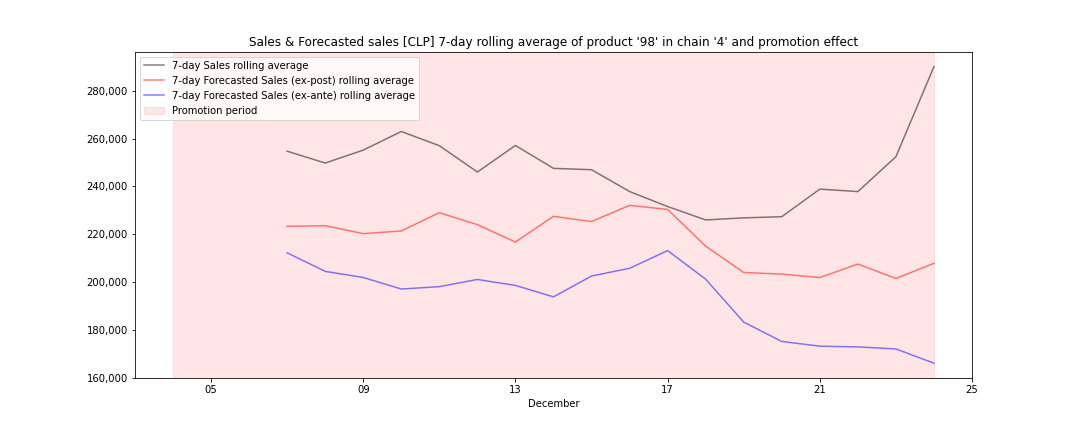 Sales & Forecasted sales [CLP] 7-day rolling average of product '98' in chain '4' and promotion effect
7-day Sales rolling average
7-day Forecasted Sales (ex-post) rolling average
7-day Forecasted Sales (ex-ante) rolling average
Promotion period
280,000
260,000
240,000
220,000
200,000
180,000
160,000
05 09 13 17 21 25
December